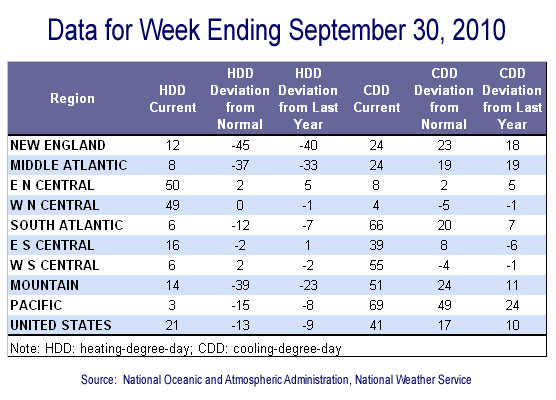 Data for Week Ending September 30, 2010
Region HDD Current HDD Deviation from Normal HDD Deviation from Last Year CDD Current CDD Deviation from Normal CDD Deviation from Last Year
NEW ENGLAND 12 -45 -40 24 23 18
MIDDLE ATLANTIC 8 -37 -33 24 19 19
E N CENTRAL 50 2 5 8 2 5
W N CENTRAL 49 0 -1 4 -5 -1
SOUTH ATLANTIC 6 -12 -7 66 20 7
E S CENTRAL 16 -2 1 39 8 -6
W S CENTRAL 6 2 -2 55 -4 -1
MOUNTAIN 14 -39 -23 51 24 11
PACIFIC 3 -15 -8 69 49 24
UNITED STATES 21 -13 -9 41 17 10
Note: HDD: heating-degree-day; CDD: cooling-degree-day
Source: National Oceanic and Atmospheric Administration, National Weather Service